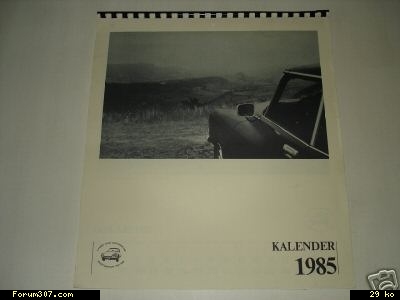 KALENDER
1985
Forum307.com
29 ko